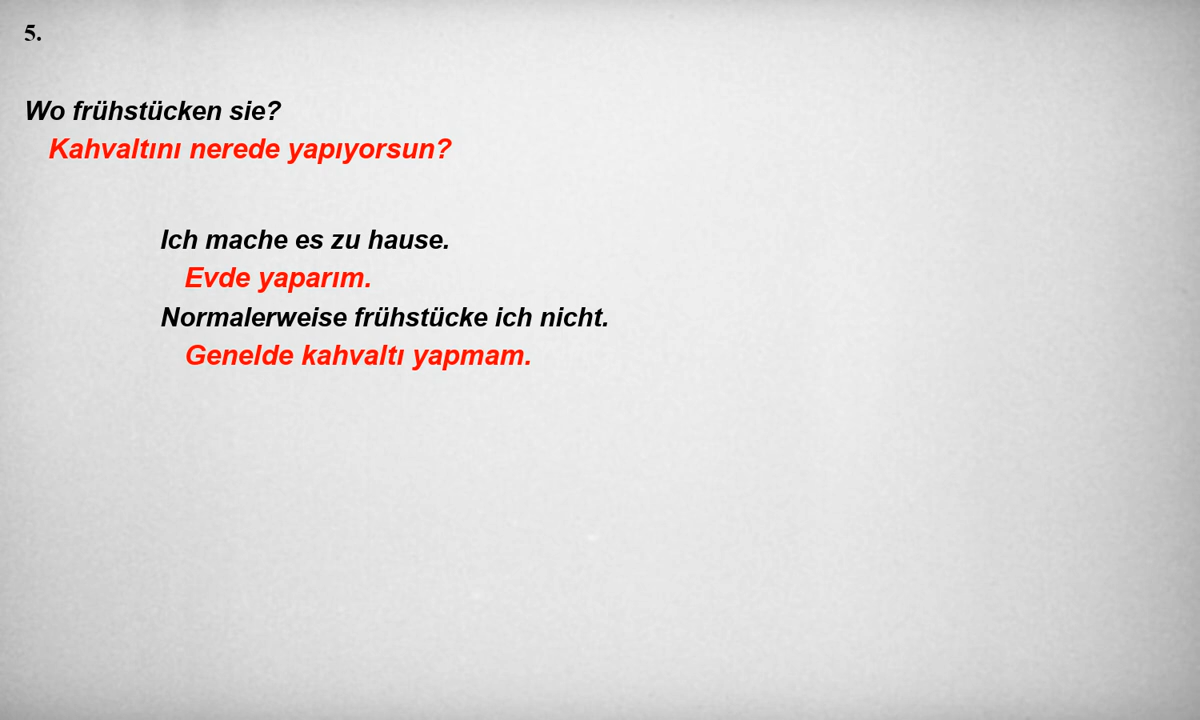 5.
Wo frühstücken sie?
Kahvaltını nerede yapıyorsun?
Ich mache es zu hause.
Evde yaparım.
Normalerweise frühstücke ich nicht.
Genelde kahvaltı yapmam.